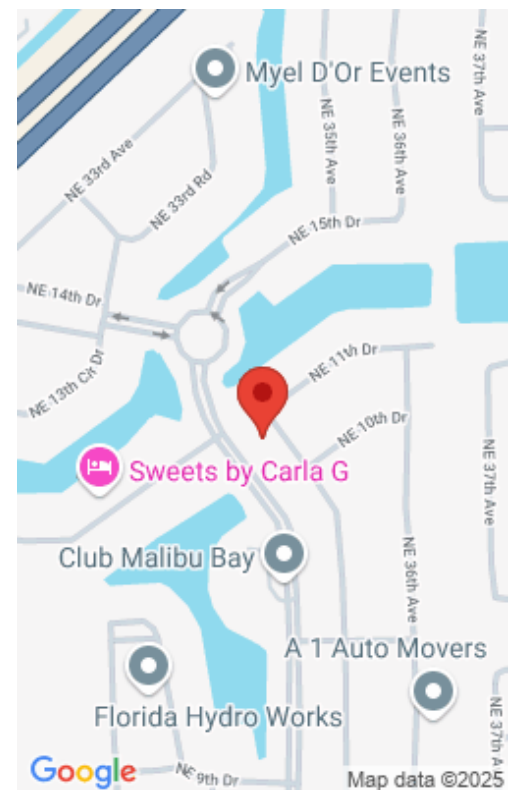 Myel D'Or Events
NE 37th Ave
NE 35th Ave
NE 36th Ave
NE 33rd Ave
NE 33rd Rd
NE 15th Dr
NE 14th Dr
NE 13th Cir Dr
NE 11th Dr
NE 10th Dr
Sweets by Carla G
NE 37th Ave
Club Malibu Bay
NE 36th Ave
A 1 Auto Movers
Florida Hydro Works
NE 37th Ave
NE 9th Dr
Google
Map data ©2025